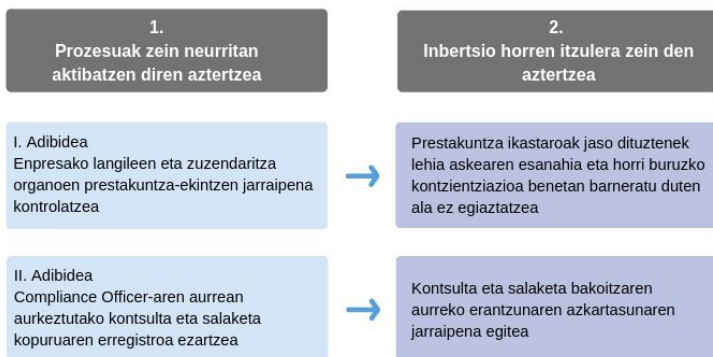 1.
Prozesuak zein neurritan
aktibatzen diren aztertzea
2.
Inbertsio horren itzulera zein den
aztertzea
I. Adibidea
Enpresako langileen eta zuzendaritza
organoen prestakuntza-ekintzen jarraipena
kontrolatzea
Prestakuntza ikastaroak jaso dituztenek
lehia askearen esanahia eta horri buruzko
kontzientziazioa benetan barneratu duten
ala ez egiaztatzea
II. Adibidea
Compliance Officer-aren aurrean
aurkeztutako kontsulta eta salaketa
kopuruaren erregistroa ezartzea
Kontsulta eta salaketa bakoitzaren
aurreko erantzunaren azkartasunaren
jarraipena egitea